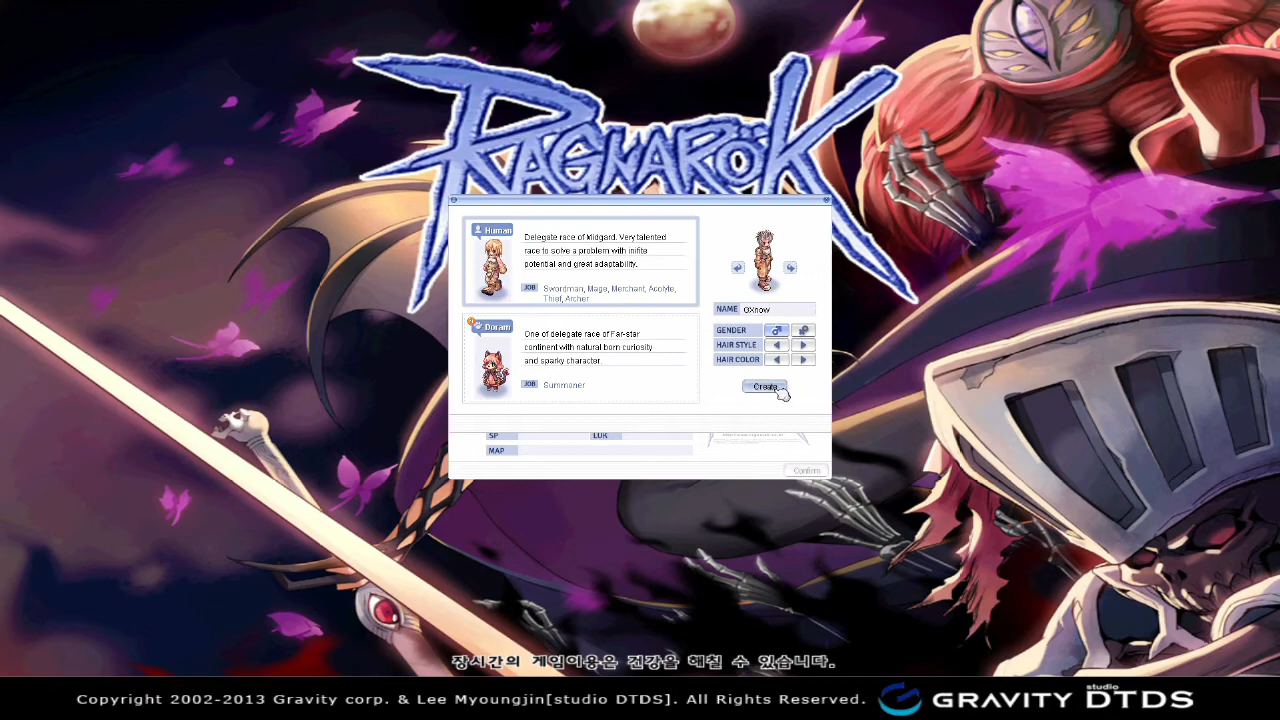 RAGNARÖK
Human
Delegate race of Midgard. Very talented
race to solve a problem with inifite
potential and great adaptability.
JOB Swordman, Mage, Merchant, Acolyte,
Thief, Archer
Doram
One of delegate race of Far-star
continent with natural born curiosity
and sparky character.
JOB Summoner
NAME OXnow
GENDER
HAIR STYLE
HAIR COLOR
Create
SP LUK
MAP
Confirm
장시간의 게임이용은 건강을 해칠 수 있습니다.
Copyright 2002-2013 Gravity corp. & Lee Myoungjin[studio DTDS]. All Rights Reserved.
GRAVITY studio DTDS